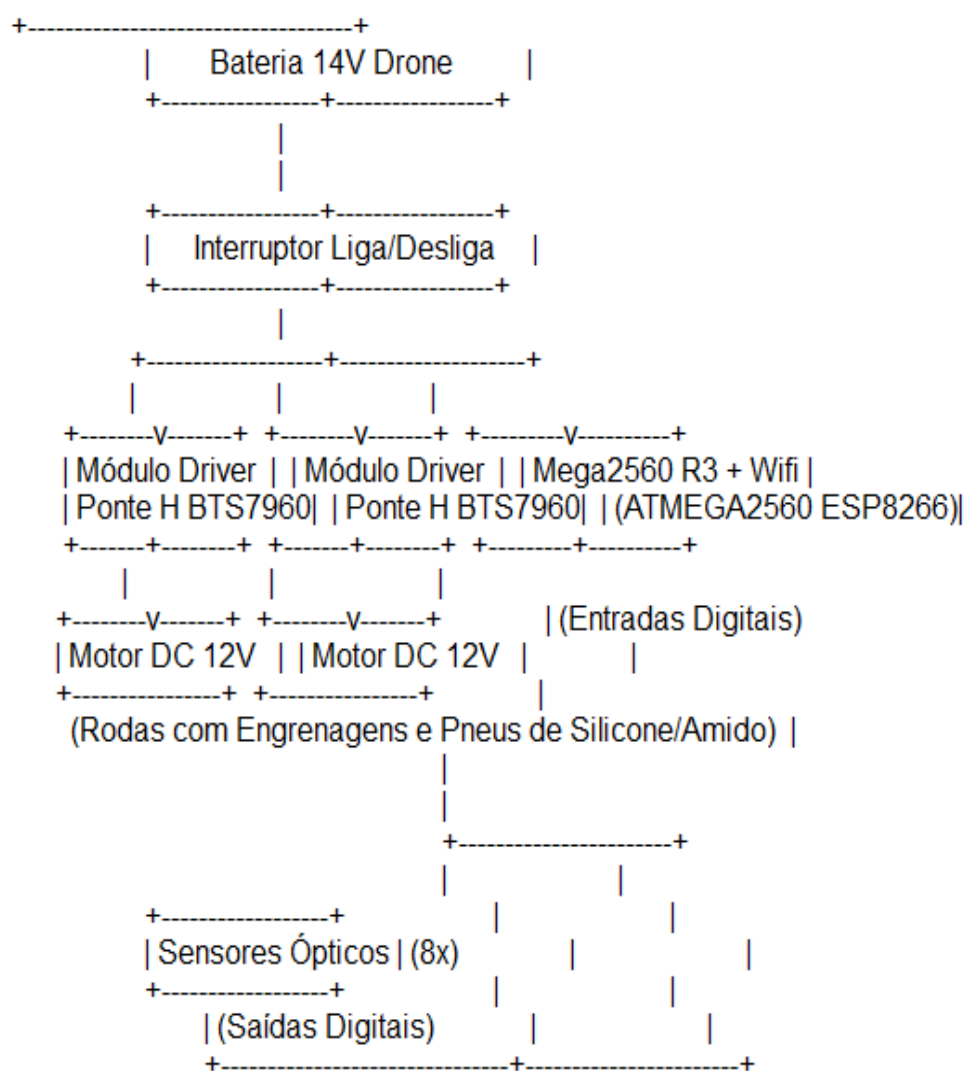 +-----------------------------------+
| Bateria 14V Drone |
+-----------------+-----------------+
|
|
+-----------------+-----------------+
| Interruptor Liga/Desliga |
+-----------------+-----------------+
|
+-------------------+--------------------+
| | |
+--------v-------+ +--------v-------+ +---------v----------+
| Módulo Driver | | Módulo Driver | | Mega2560 R3 + Wifi |
| Ponte H BTS7960| | Ponte H BTS7960| | (ATMEGA2560 ESP8266)|
+-------+--------+ +-------+--------+ +---------+----------+
| | |
+--------v-------+ +--------v-------+ | (Entradas Digitais)
| Motor DC 12V | | Motor DC 12V | |
+----------------+ +----------------+ |
(Rodas com Engrenagens e Pneus de Silicone/Amido) |
|
|
+-----------------------+
| |
+------------------+ | |
| Sensores Ópticos | (8x) | |
+------------------+ | |
| (Saídas Digitais) | |
+-------------------------------+-----------------------+